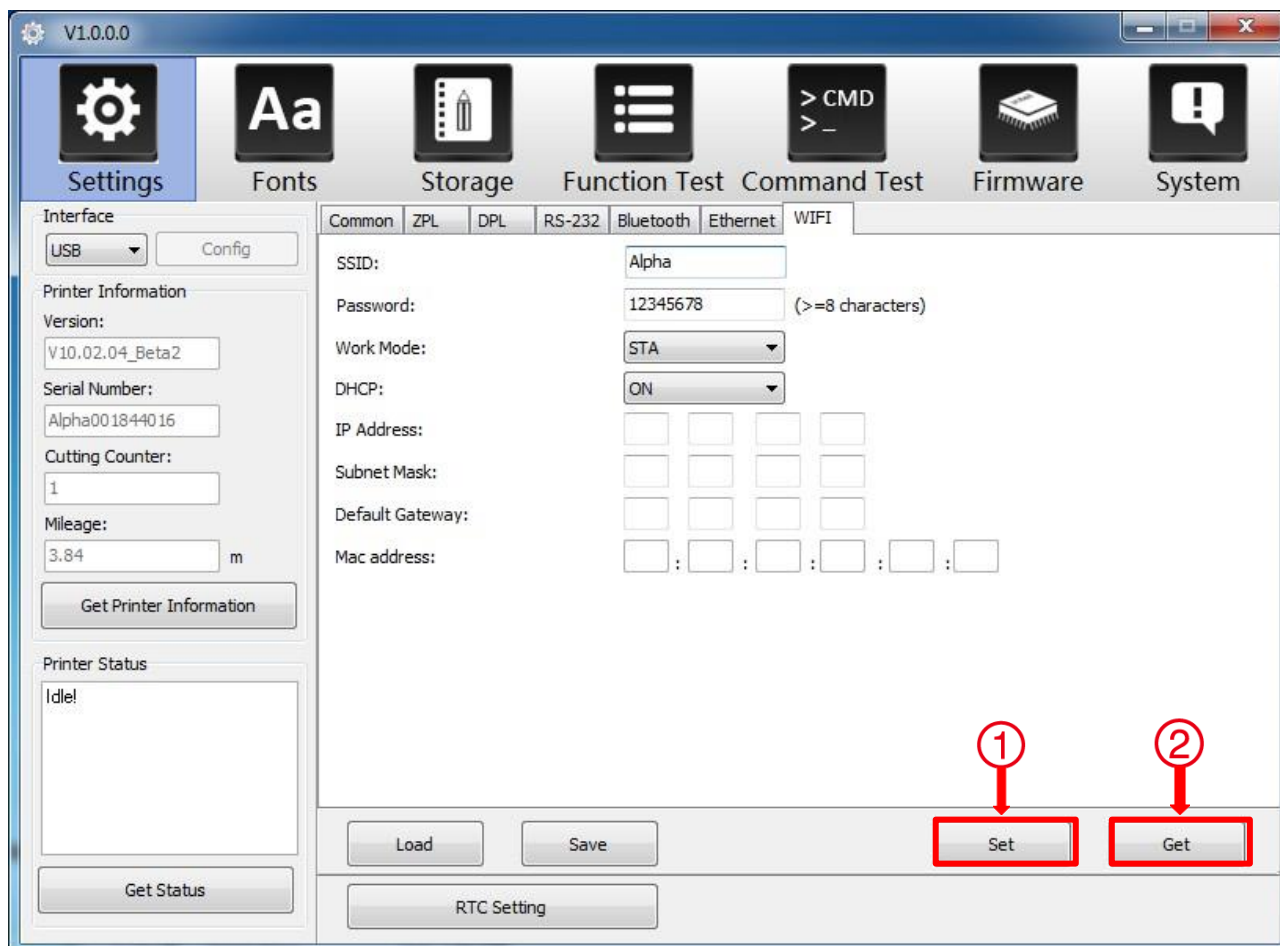 V1.0.0.0
Aa
> CMD
> _
Settings Fonts Storage Function Test Command Test Firmware System
Interface
USB Config
Printer Information
Version:
V10.02.04_Beta2
Serial Number:
Alpha001844016
Cutting Counter:
1
Mileage:
3.84 m
Get Printer Information
Printer Status
Idle!
Get Status
Common ZPL DPL RS-232 Bluetooth Ethernet WIFI
SSID: Alpha
Password: 12345678 (>=8 characters)
Work Mode: STA
DHCP: ON
IP Address:
Subnet Mask:
Default Gateway:
Mac address: : : : : :
① ②
Load Save Set Get
RTC Setting